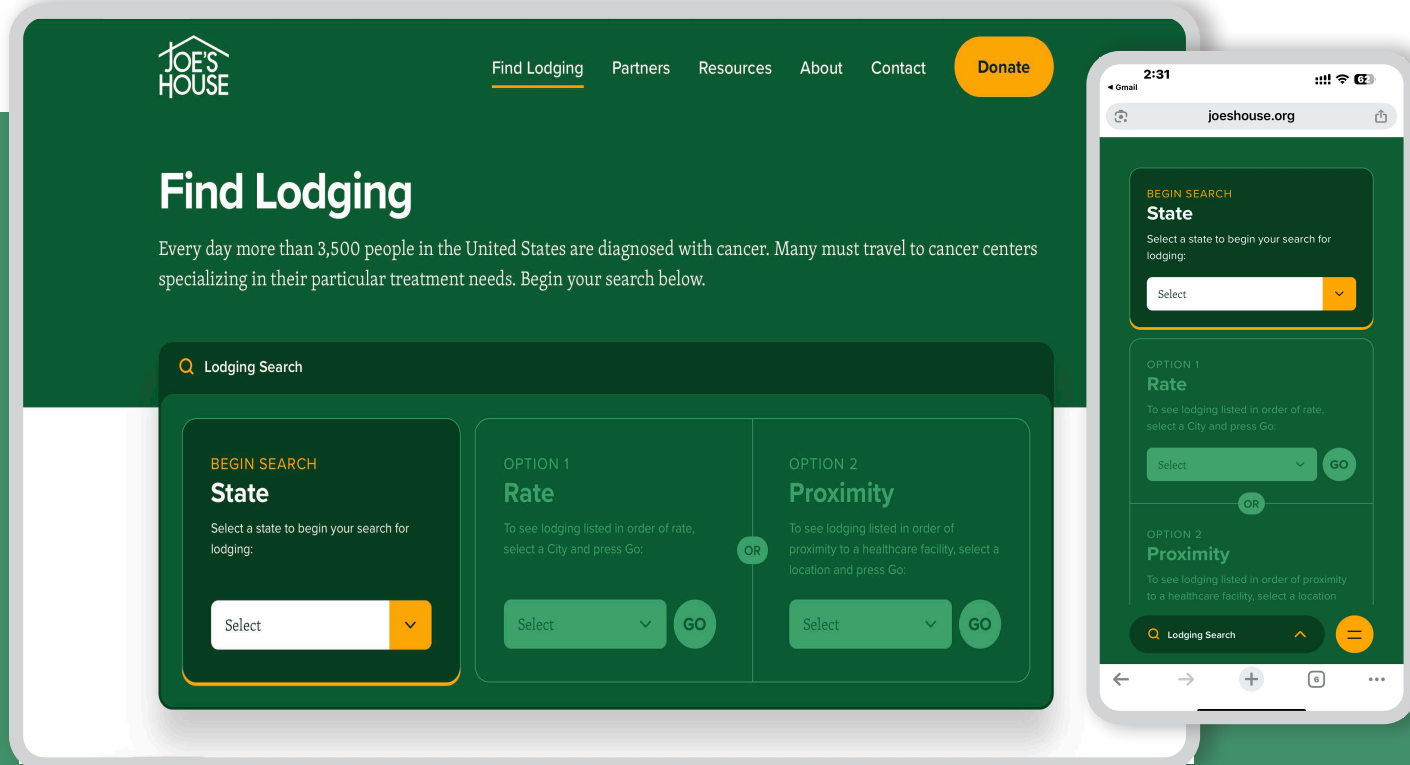 JOE'S
HOUSE
Find Lodging
Partners
Resources
About
Contact
Donate
Find Lodging
Every day more than 3,500 people in the United States are diagnosed with cancer. Many must travel to cancer centers
specializing in their particular treatment needs. Begin your search below.
Lodging Search
BEGIN SEARCH
State
Select a state to begin your search for
lodging:
Select
OPTION 1
Rate
To see lodging listed in order of rate,
select a City and press Go:
Select
GO
OR
OPTION 2
Proximity
To see lodging listed in order of
proximity to a healthcare facility, select a
location and press Go:
Select
GO
2:31
62
◄ Gmail
joeshouse.org
BEGIN SEARCH
State
Select a state to begin your search for
lodging:
Select
OPTION 1
Rate
To see lodging listed in order of rate,
select a City and press Go:
Select
GO
OR
OPTION 2
Proximity
To see lodging listed in order of proximity
to a healthcare facility, select a location
Lodging Search
6